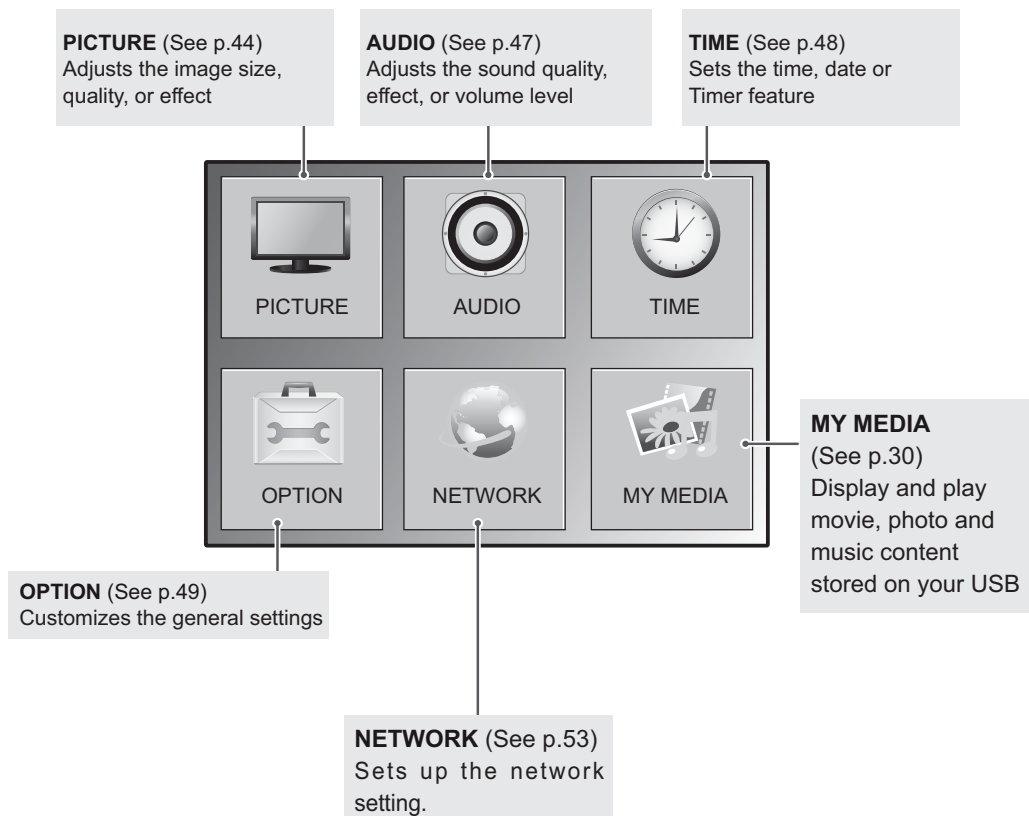 PICTURE (See p.44)
Adjusts the image size,
quality, or effect
AUDIO (See p.47)
Adjusts the sound quality,
effect, or volume level
TIME (See p.48)
Sets the time, date or
Timer feature
PICTURE
AUDIO
TIME
OPTION
NETWORK
MY MEDIA
MY MEDIA
(See p.30)
Display and play
movie, photo and
music content
stored on your USB
OPTION (See p.49)
Customizes the general settings
NETWORK (See p.53)
Sets up the network
setting.